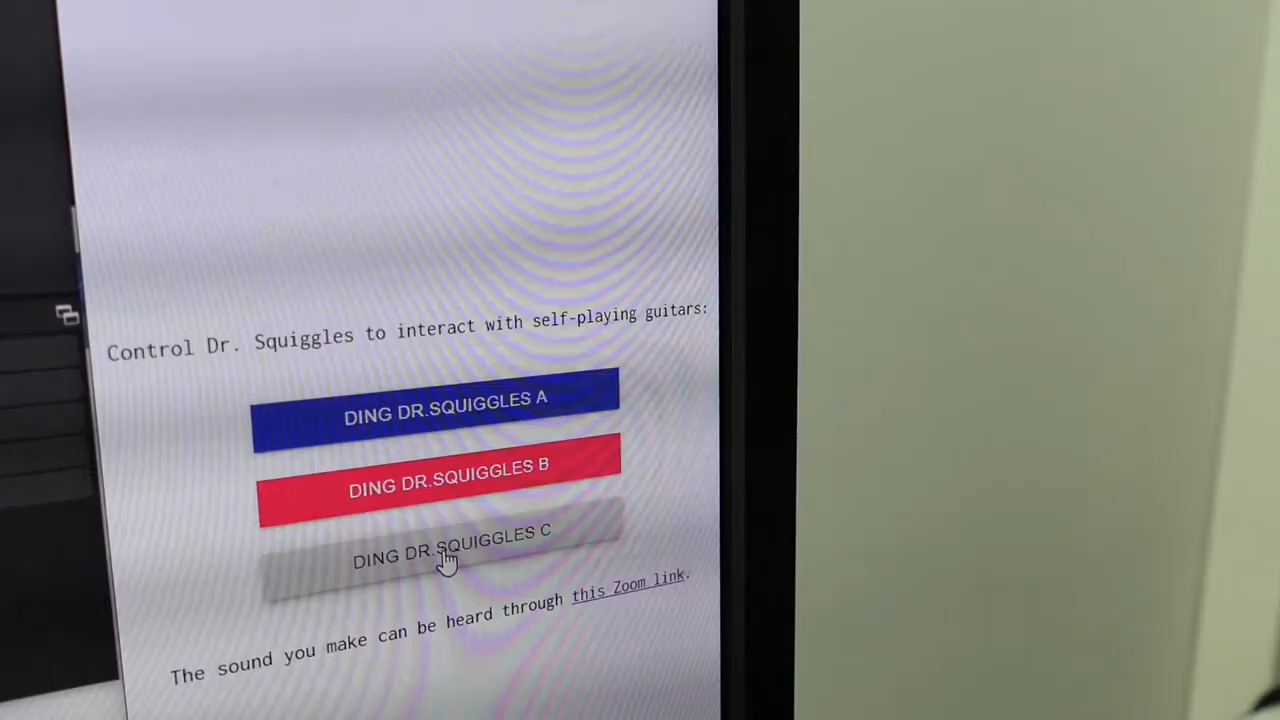 Control Dr. Squiggles to interact with self-playing guitars:
DING DR.SQUIGGLES A
DING DR.SQUIGGLES B
DING DR.SQUIGGLES C
The sound you make can be heard through this Zoom link.